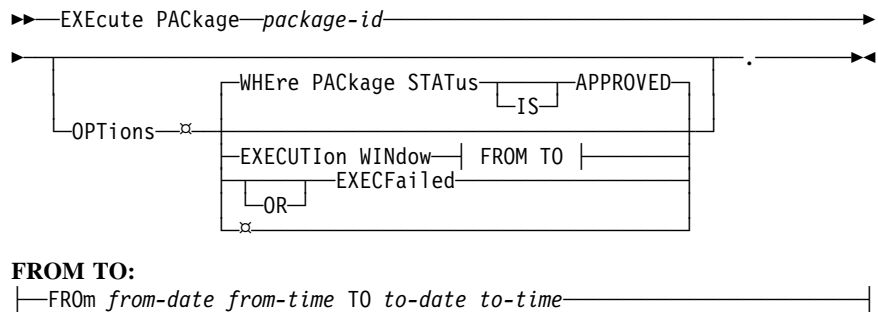 EXEcute PACkage package-id
.
WHEre PACkage STATus APPROVED
IS
OPTions ¤
EXECUTIon WINdow FROM TO
EXECFailed
OR
¤
FROM TO:
FROm from-date from-time TO to-date to-time